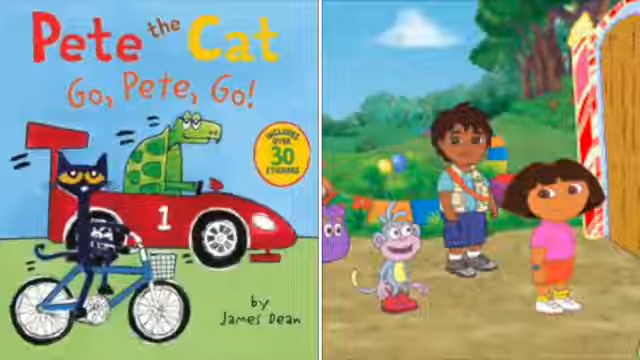 Pete the Cat
Go, Pete, Go!
INCLUDES
OVER
30
STICKERS
1
by
James Dean